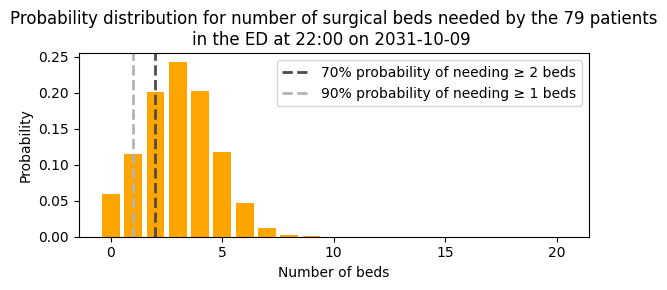 Probability distribution for number of surgical beds needed by the 79 patients
in the ED at 22:00 on 2031-10-09
0.25
0.20
0.15
0.10
0.05
0.00
Probability
70% probability of needing ≥ 2 beds
90% probability of needing ≥ 1 beds
0 5 10 15 20
Number of beds